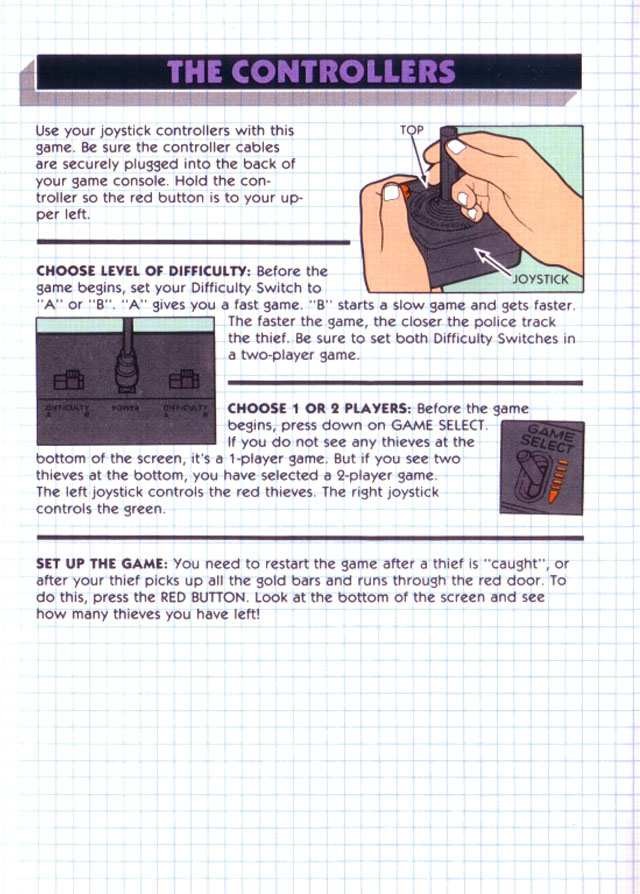 THE CONTROLLERS
Use your joystick controllers with this
game. Be sure the controller cables
are securely plugged into the back of
your game console. Hold the con-
troller so the red button is to your up-
per left.
TOP
JOYSTICK
CHOOSE LEVEL OF DIFFICULTY: Before the
game begins, set your Difficulty Switch to
"A" or "B". "A" gives you a fast game. "B" starts a slow game and gets faster.
The faster the game, the closer the police track
the thief. Be sure to set both Difficulty Switches in
a two-player game.
DIFFICULTY POWER DIFFICULTY
A B A B
CHOOSE 1 OR 2 PLAYERS: Before the game
begins, press down on GAME SELECT.
If you do not see any thieves at the
bottom of the screen, it's a 1-player game. But if you see two
thieves at the bottom, you have selected a 2-player game.
The left joystick controls the red thieves. The right joystick
controls the green.
GAME
SELECT
SET UP THE GAME: You need to restart the game after a thief is "caught", or
after your thief picks up all the gold bars and runs through the red door. To
do this, press the RED BUTTON. Look at the bottom of the screen and see
how many thieves you have left!